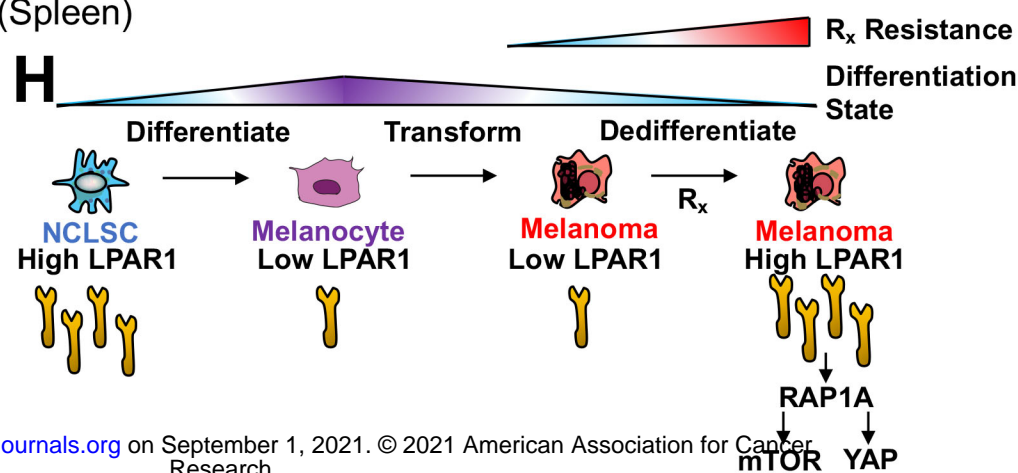 (Spleen)
H
Rx Resistance
Differentiation
State
Differentiate
Transform
Dedifferentiate
Rx
NCLSC
High LPAR1
Melanocyte
Low LPAR1
Melanoma
Low LPAR1
Melanoma
High LPAR1
RAP1A
mTOR YAP
ournals.org on September 1, 2021. © 2021 American Association for Cancer
Research